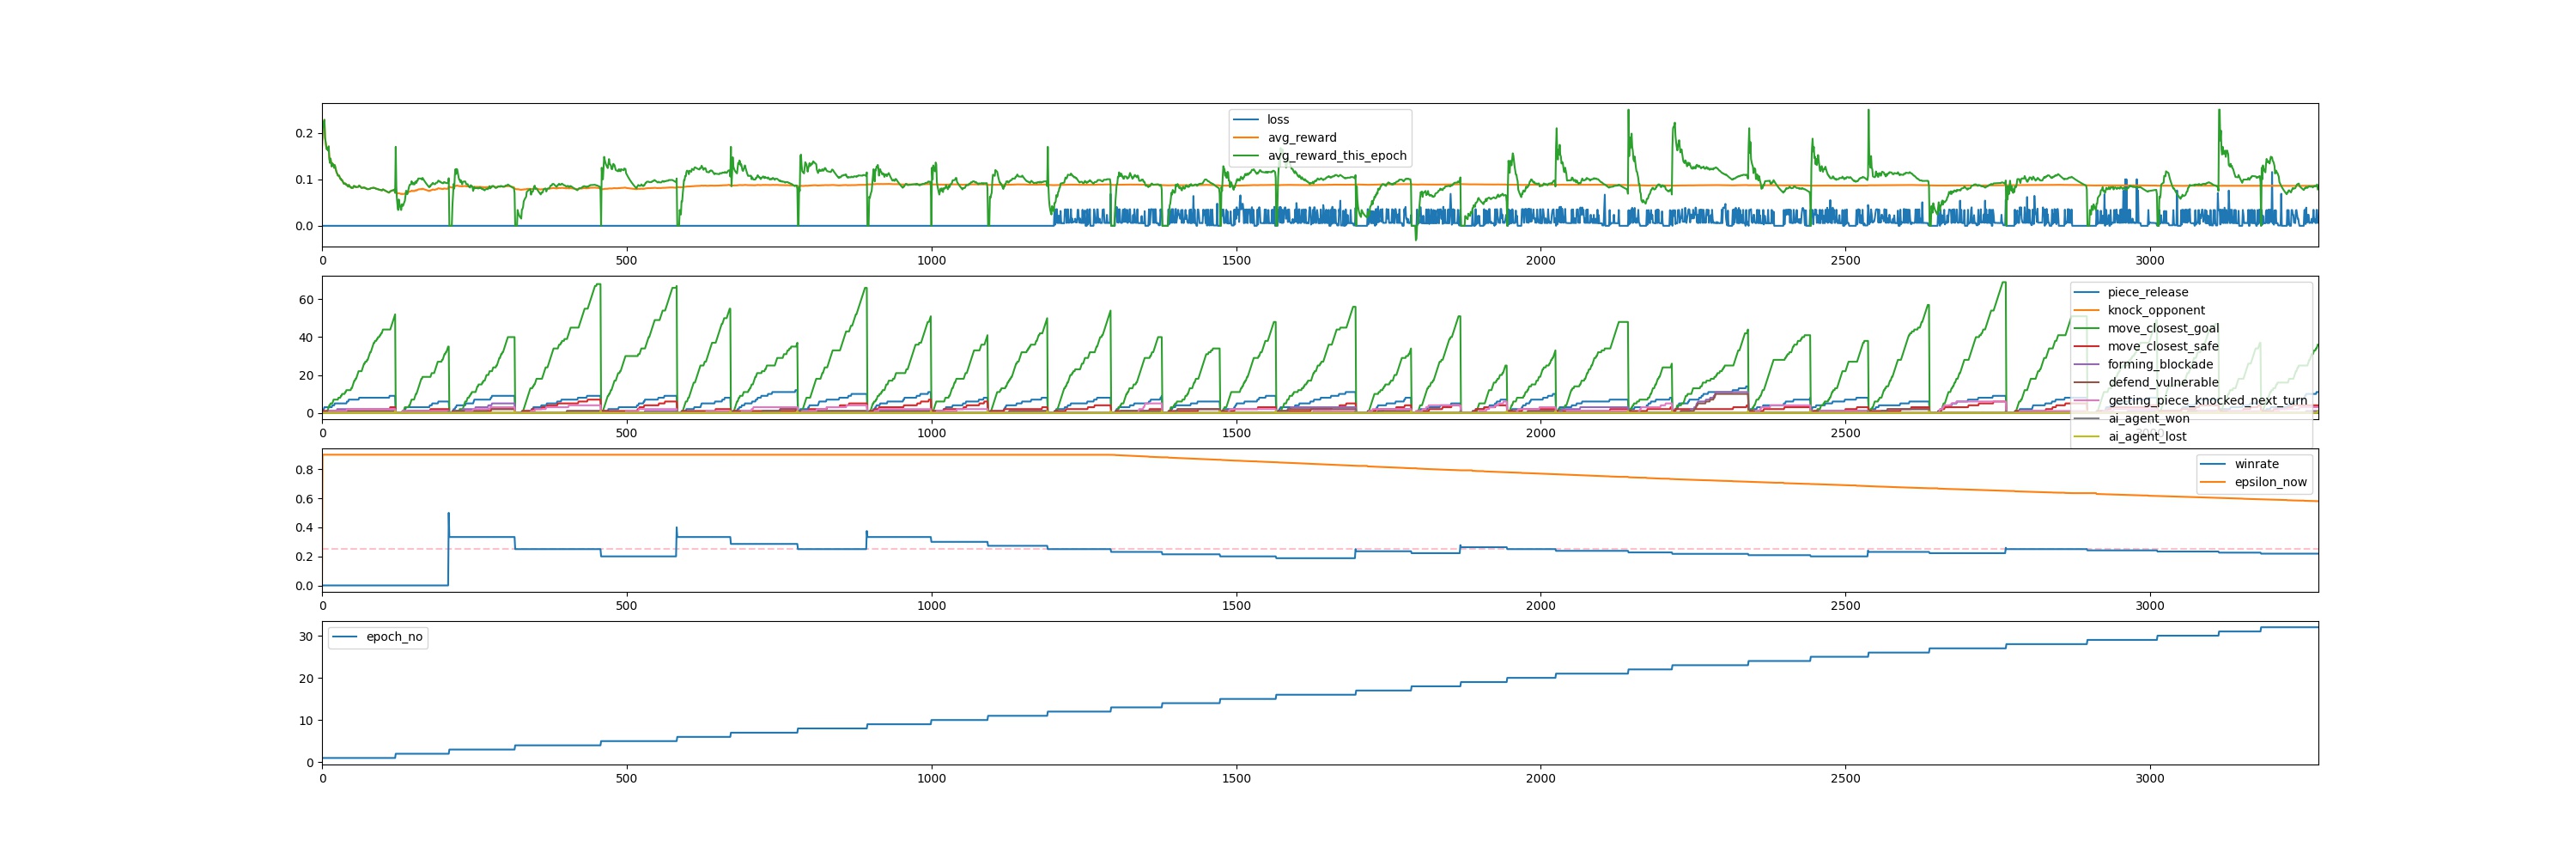 0.2
0.1
0.0
loss
avg_reward
avg_reward_this_epoch
0 500 1000 1500 2000 2500 3000
60
40
20
0
piece_release
knock_opponent
move_closest_goal
move_closest_safe
forming_blockade
defend_vulnerable
getting_piece_knocked_next_turn
ai_agent_won
ai_agent_lost
0 500 1000 1500 2000 2500 3000
0.8
0.6
0.4
0.2
0.0
winrate
epsilon_now
0 500 1000 1500 2000 2500 3000
30
20
10
0
epoch_no
0 500 1000 1500 2000 2500 3000